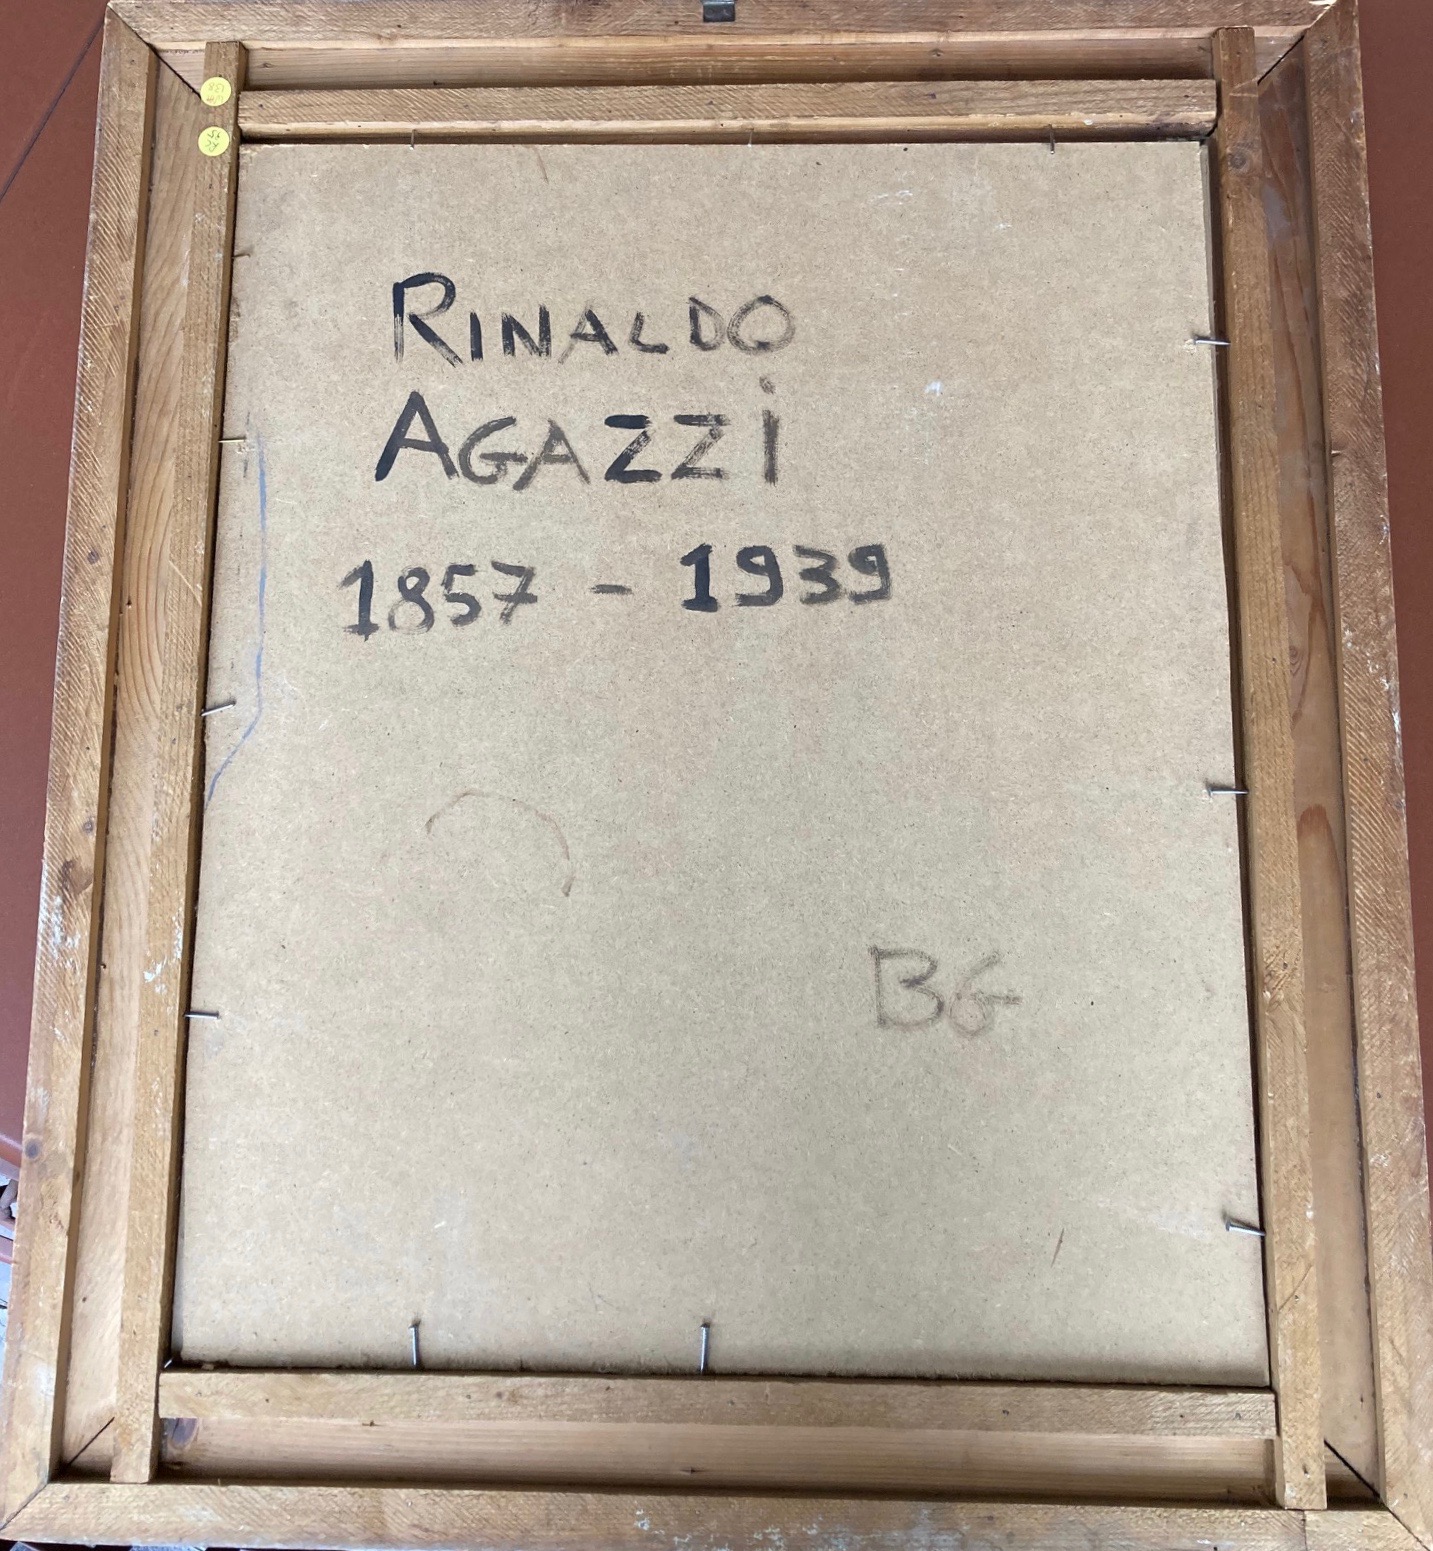 RINALDO
AGAZZI
1857 - 1939
BG